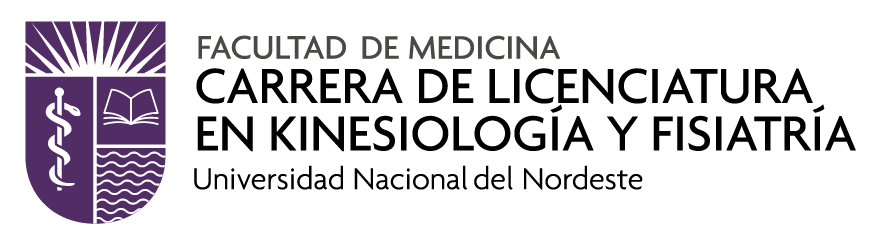 FACULTAD DE MEDICINA
CARRERA DE LICENCIATURA
EN KINESIOLOGÍA Y FISIATRÍA
Universidad Nacional del Nordeste